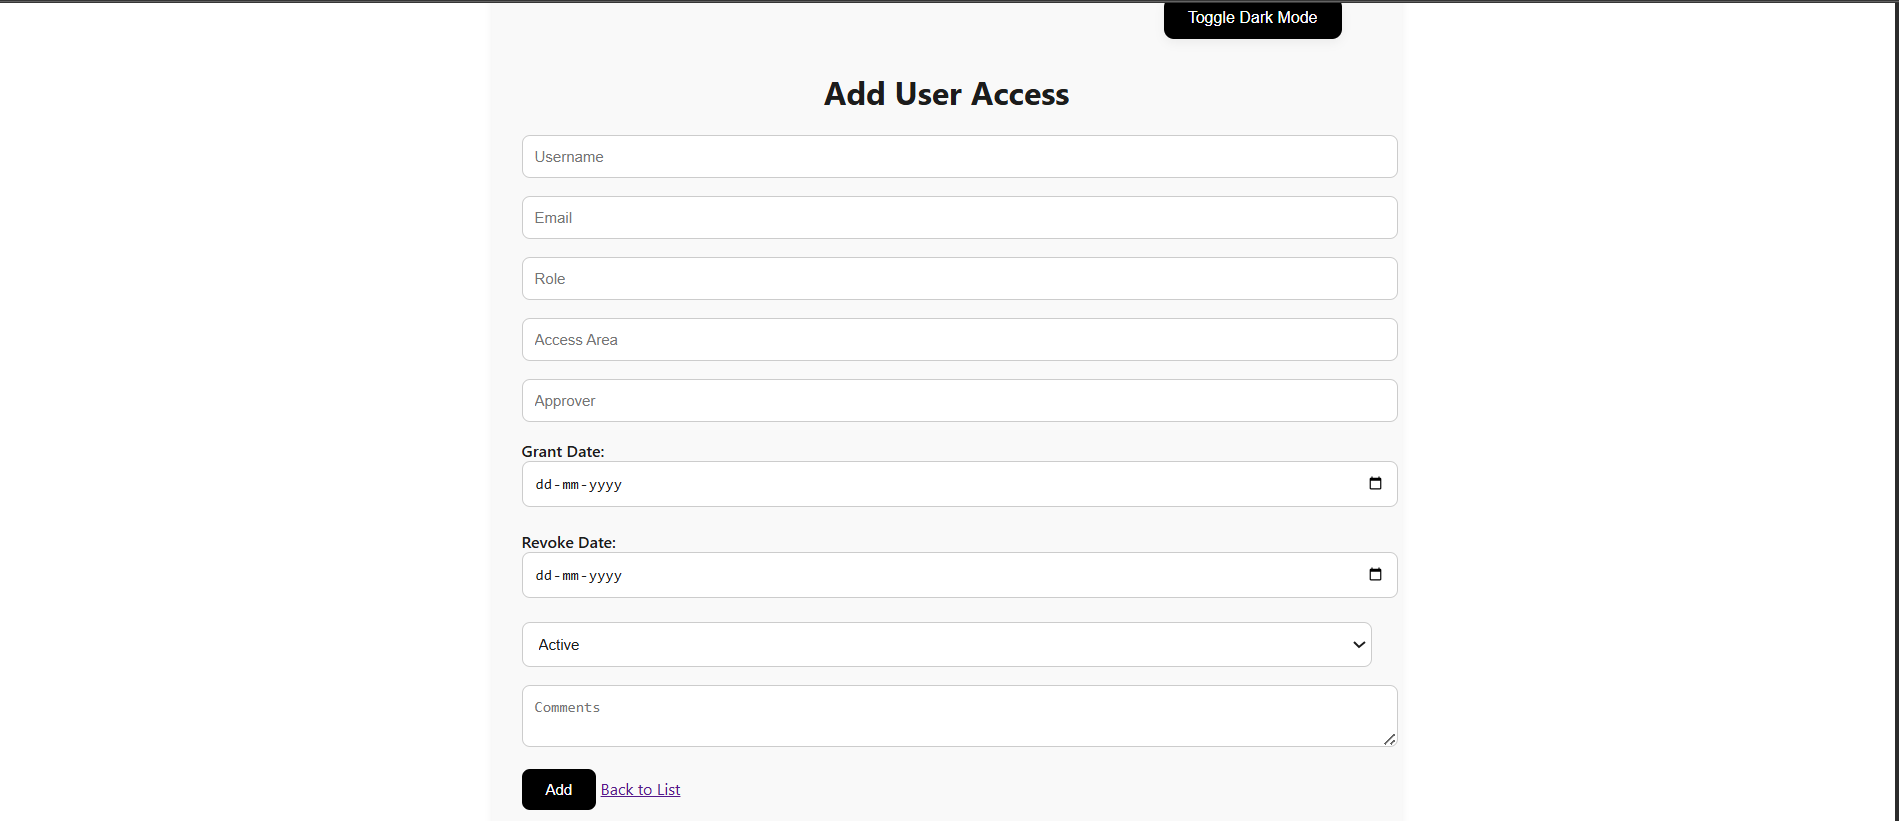 Toggle Dark Mode
Add User Access
Username
Email
Role
Access Area
Approver
Grant Date:
dd-mm-yyyy
Revoke Date:
dd-mm-yyyy
Active
Comments
Add Back to List